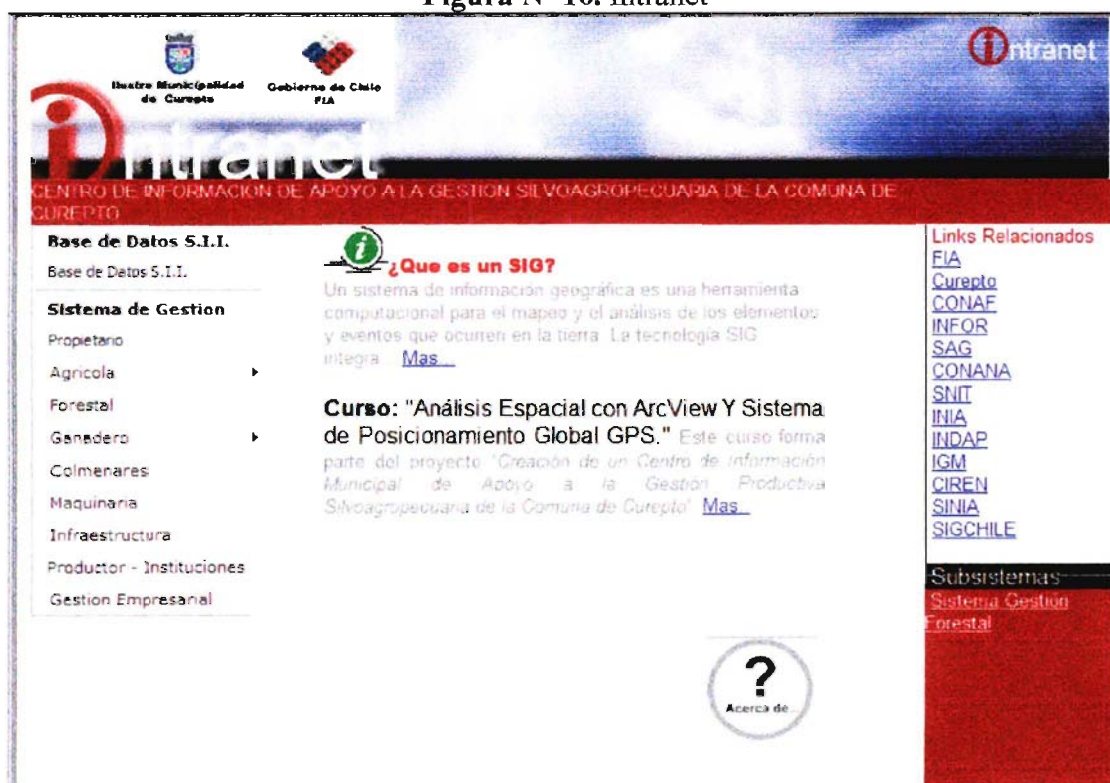 Figura N° 16. Intranet
Ilustre Municipalidad
de Curepto
Gobierno de Chile
FIA
intranet
intranet
CENTRO DE INFORMACION DE APOYO A LA GESTION SILVOAGROPECUARIA DE LA COMUNA DE
CUREPTO
Base de Datos S.I.I.
Base de Datos S.I.I.
Sistema de Gestion
Propietario
Agricola
Forestal
Ganadero
Colmenares
Maquinaria
Infraestructura
Productor - Instituciones
Gestion Empresarial
¿Que es un SIG?
Un sistema de información geográfica es una herramienta
computacional para el mapeo y el análisis de los elementos
y eventos que ocurren en la tierra. La tecnología SIG
integra... Mas...
Curso: "Análisis Espacial con ArcView Y Sistema
de Posicionamiento Global GPS." Este curso forma
parte del proyecto "Creación de un Centro de Información
Municipal de Apoyo a la Gestión Productiva
Silvoagropecuaria de la Comuna de Curepto" Mas...
Acerca de...
Links Relacionados
FIA
Curepto
CONAF
INFOR
SAG
CONANA
SNIT
INIA
INDAP
IGM
CIREN
SINIA
SIGCHILE
Subsistemas
Sistema Gestión
Forestal